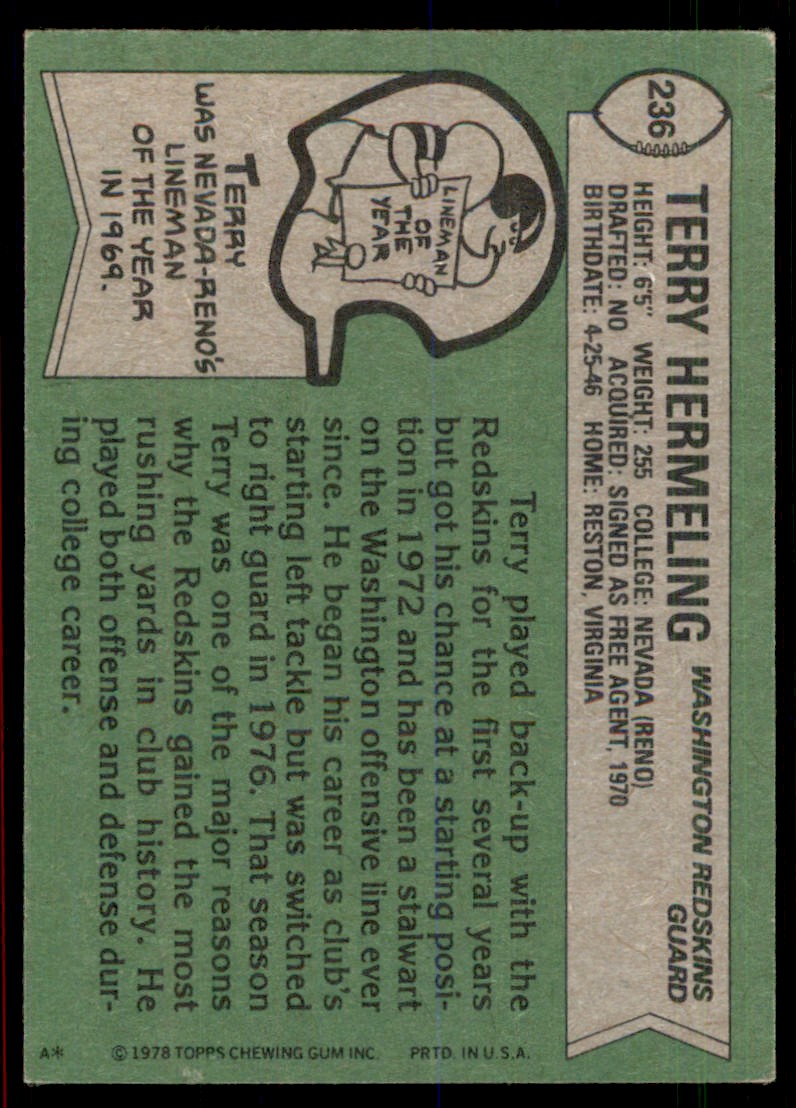 236
TERRY HERMELING WASHINGTON REDSKINS
GUARD
HEIGHT: 6'5" WEIGHT: 255 COLLEGE: NEVADA (RENO)
DRAFTED: NO ACQUIRED: SIGNED AS FREE AGENT, 1970
BIRTHDATE: 4-25-46 HOME: RESTON, VIRGINIA
LINEMAN
OF
THE
YEAR
TERRY
WAS NEVADA-RENO'S
LINEMAN
OF THE YEAR
IN 1969.
Terry played back-up with the
Redskins for the first several years
but got his chance at a starting posi-
tion in 1972 and has been a stalwart
on the Washington offensive line ever
since. He began his career as club's
starting left tackle but was switched
to right guard in 1976. That season
Terry was one of the major reasons
why the Redskins gained the most
rushing yards in club history. He
played both offense and defense dur-
ing college career.
A* © 1978 TOPPS CHEWING GUM INC. PRTD. IN U.S.A.